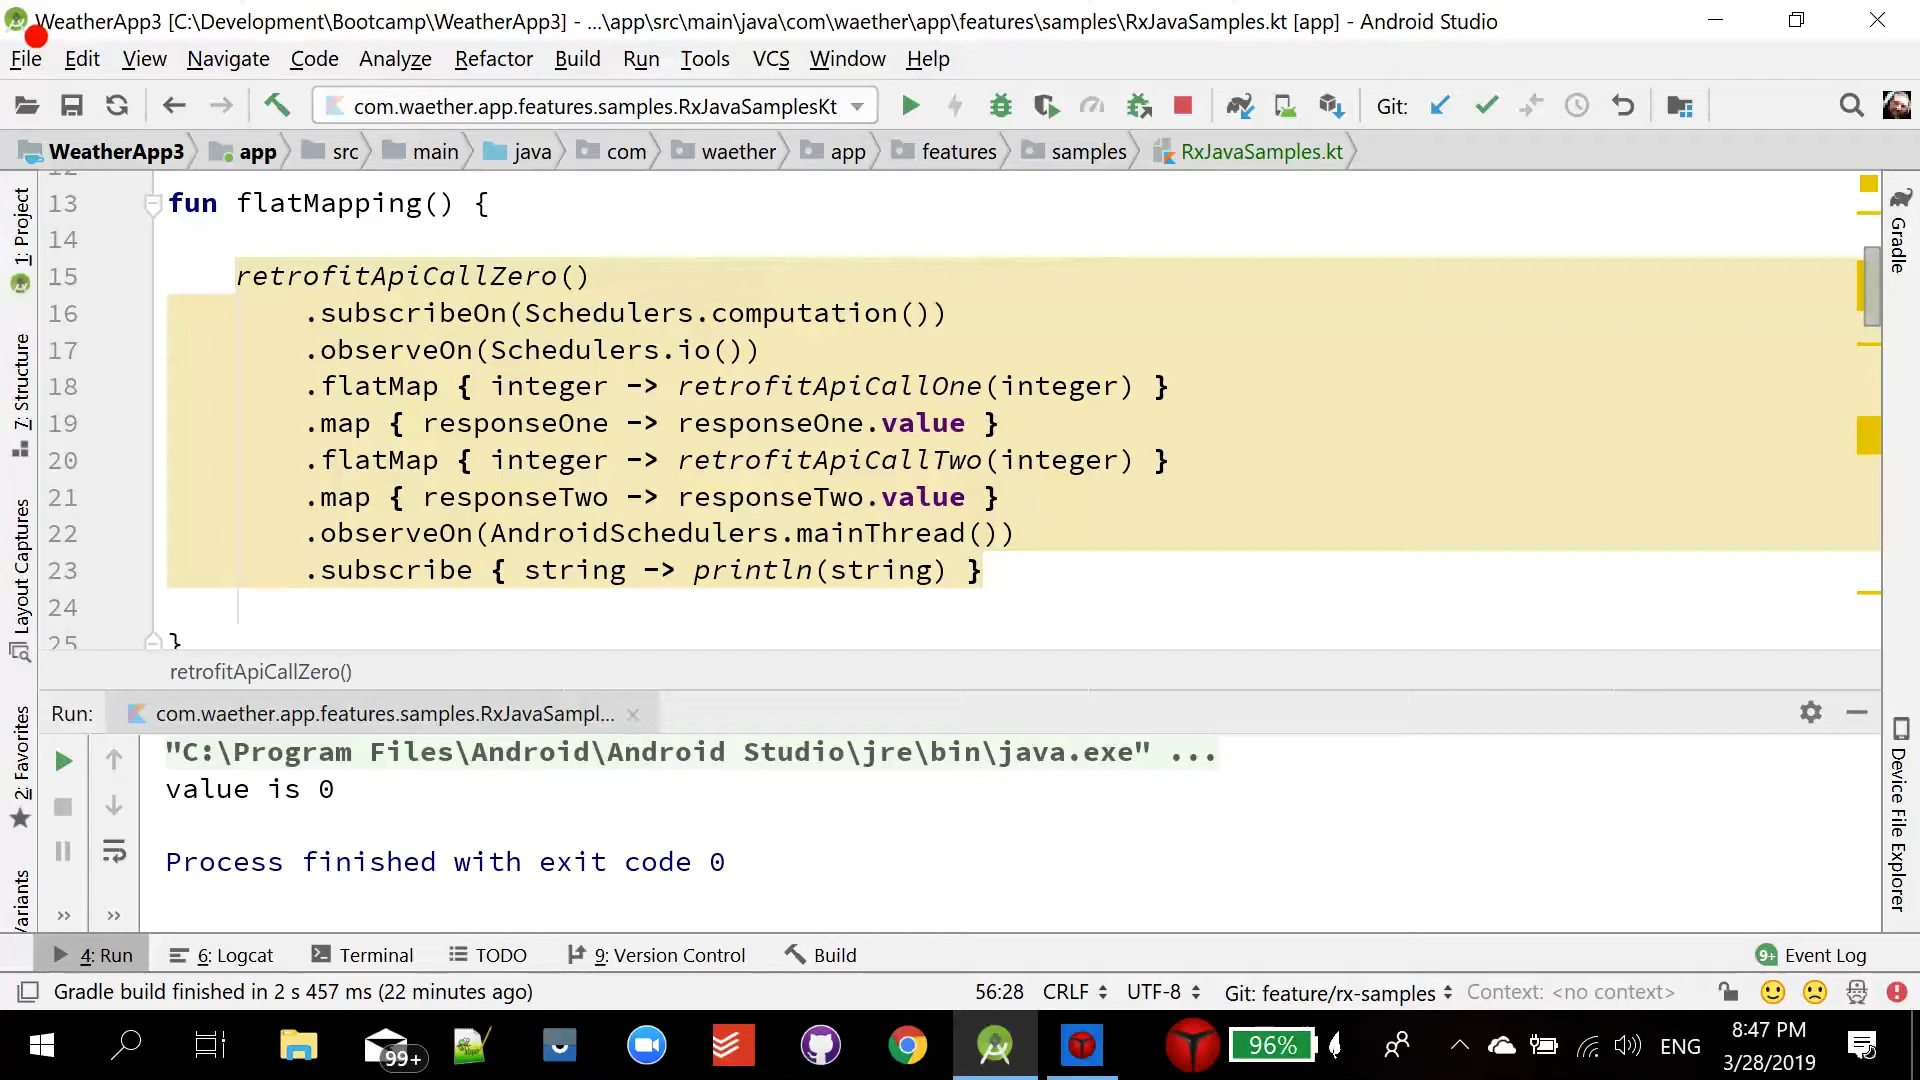 WeatherApp3 [C:\Development\Bootcamp\WeatherApp3] - ...\app\src\main\java\com\waether\app\features\samples\RxJavaSamples.kt [app] - Android Studio
File Edit View Navigate Code Analyze Refactor Build Run Tools VCS Window Help
com.waether.app.features.samples.RxJavaSamplesKt Git:
WeatherApp3 app src main java com waether app features samples RxJavaSamples.kt
12
13 fun flatMapping() {
14
15 retrofitApiCallZero()
16 .subscribeOn(Schedulers.computation())
17 .observeOn(Schedulers.io())
18 .flatMap { integer -> retrofitApiCallOne(integer) }
19 .map { responseOne -> responseOne.value }
20 .flatMap { integer -> retrofitApiCallTwo(integer) }
21 .map { responseTwo -> responseTwo.value }
22 .observeOn(AndroidSchedulers.mainThread())
23 .subscribe { string -> println(string) }
24
25 }
retrofitApiCallZero()
1: Project
7: Structure
Layout Captures
2: Favorites
Variants
Gradle
Device File Explorer
Run: com.waether.app.features.samples.RxJavaSampl...
"C:\Program Files\Android\Android Studio\jre\bin\java.exe" ...
value is 0
Process finished with exit code 0
4: Run 6: Logcat Terminal TODO 9: Version Control Build 9+ Event Log
Gradle build finished in 2 s 457 ms (22 minutes ago) 56:28 CRLF UTF-8 Git: feature/rx-samples Context: <no context>
99+ 96% ENG 8:47 PM
3/28/2019